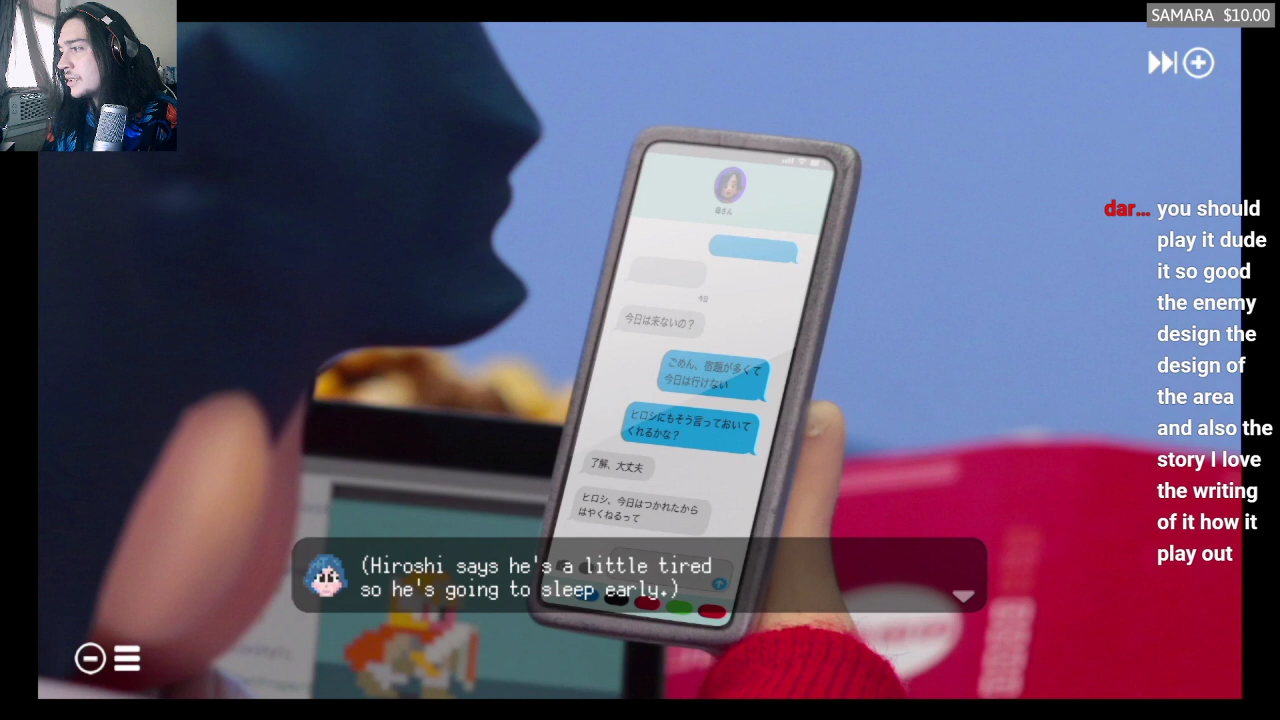 SAMARA $10.00
dar... you should
play it dude
it so good
the enemy
design the
design of
the area
and also the
story I love
the writing
of it how it
play out
今日
今日は来ないの？
ごめん、宿題が多くて
今日は行けない
ヒロシにもそう言っておいて
くれるかな？
了解、大丈夫
ヒロシ、今日はつかれたから
はやくねるって
(Hiroshi says he's a little tired
so he's going to sleep early.)